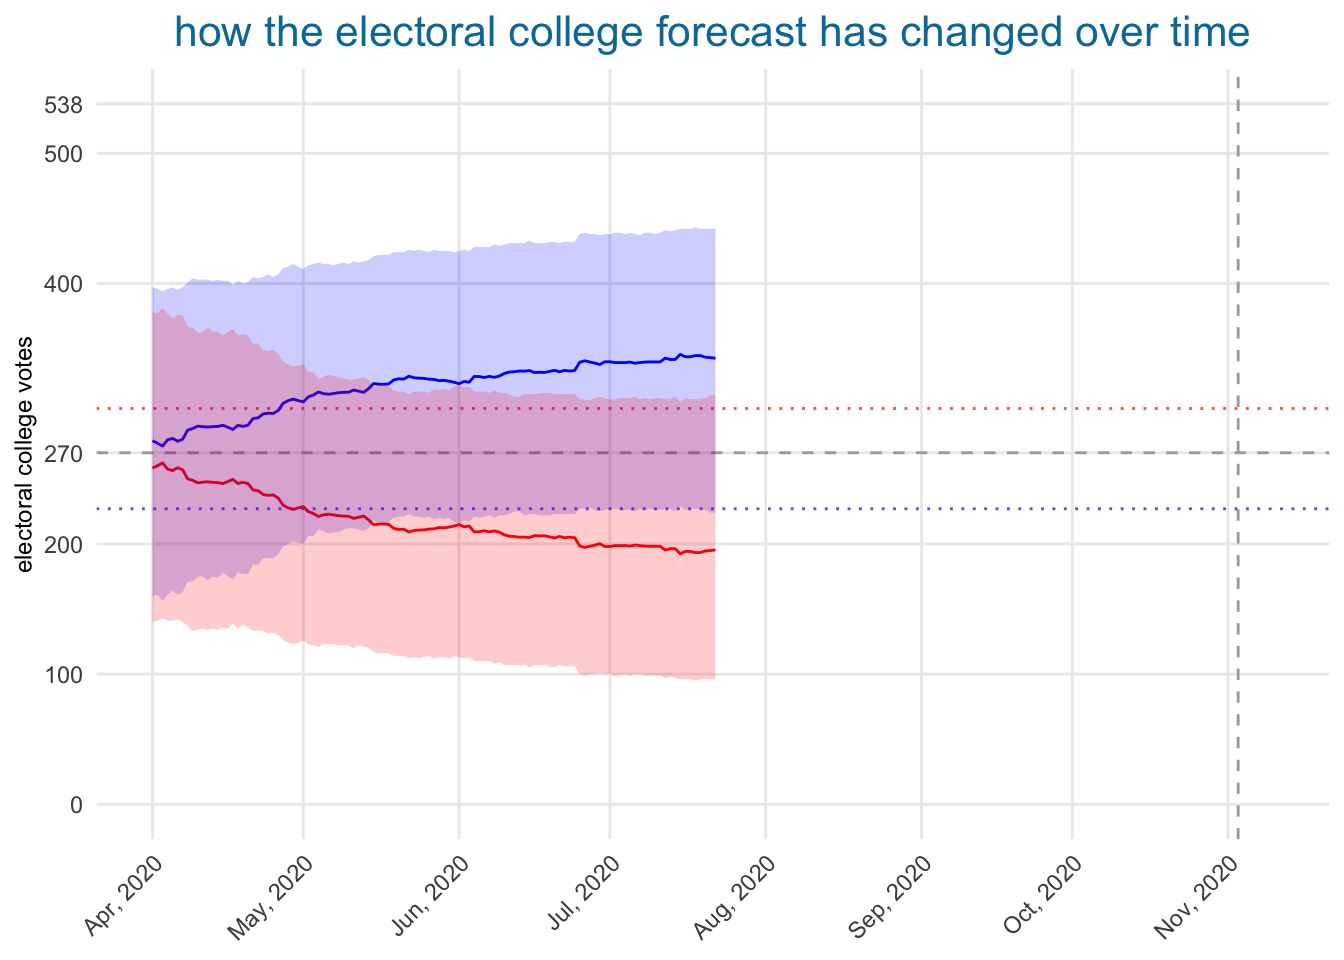 how the electoral college forecast has changed over time
538
500
400
270
200
100
0
electoral college votes
Apr, 2020
May, 2020
Jun, 2020
Jul, 2020
Aug, 2020
Sep, 2020
Oct, 2020
Nov, 2020